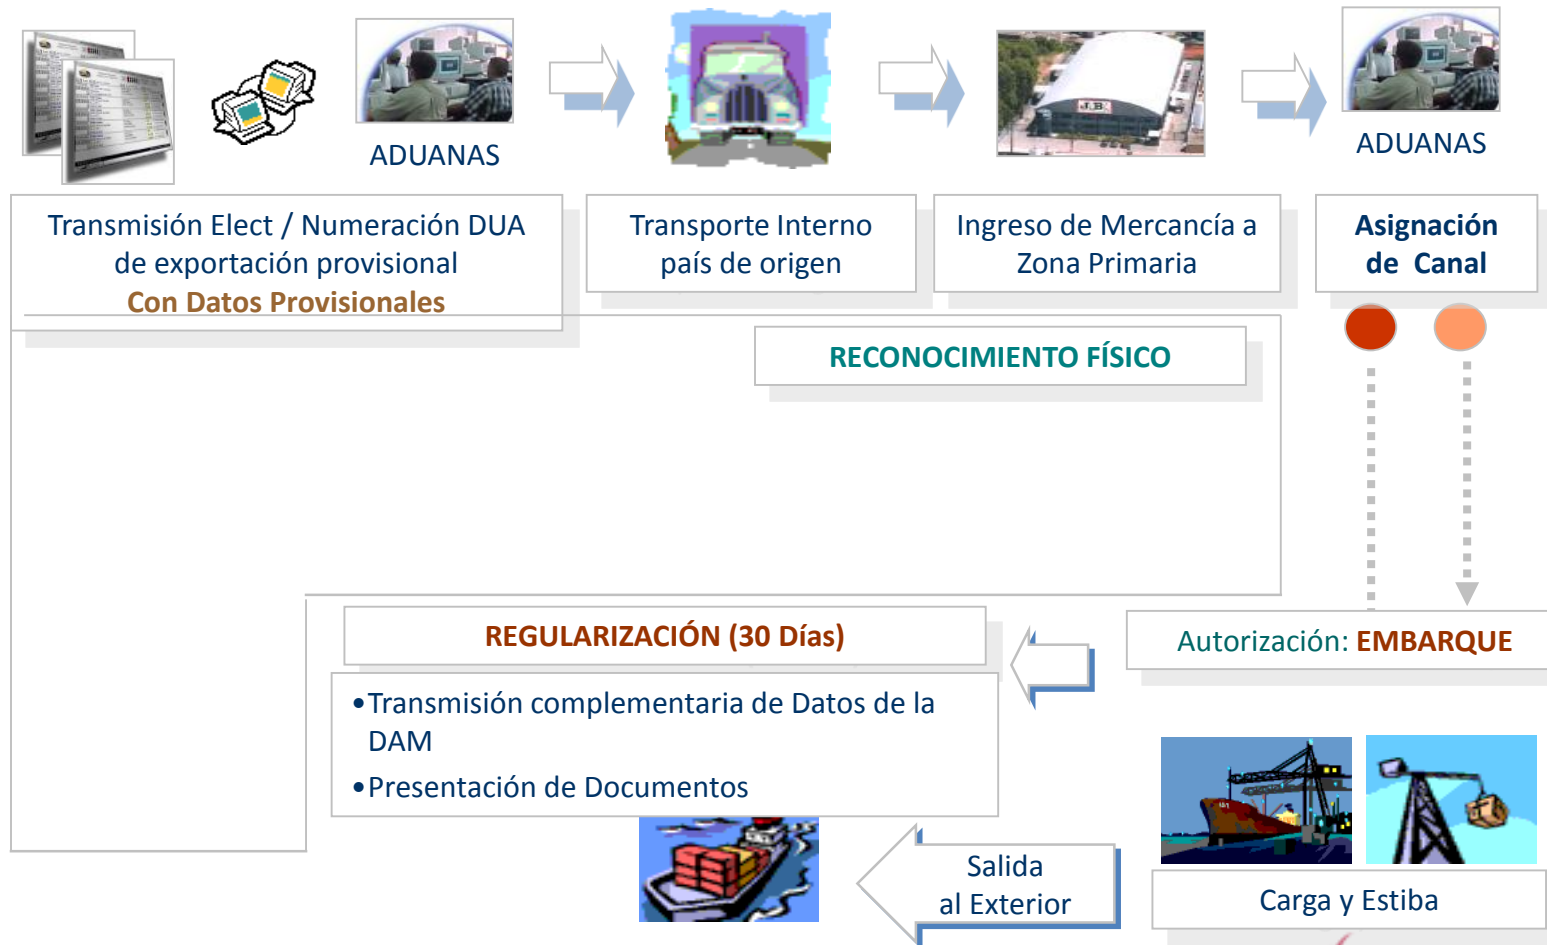 ADUANAS
ADUANAS
Transmisión Elect / Numeración DUA
de exportación provisional
Con Datos Provisionales
Transporte Interno
país de origen
Ingreso de Mercancía a
Zona Primaria
Asignación
de Canal
RECONOCIMIENTO FÍSICO
REGULARIZACIÓN (30 Días)
•Transmisión complementaria de Datos de la
DAM
•Presentación de Documentos
Autorización: EMBARQUE
Salida
al Exterior
Carga y Estiba